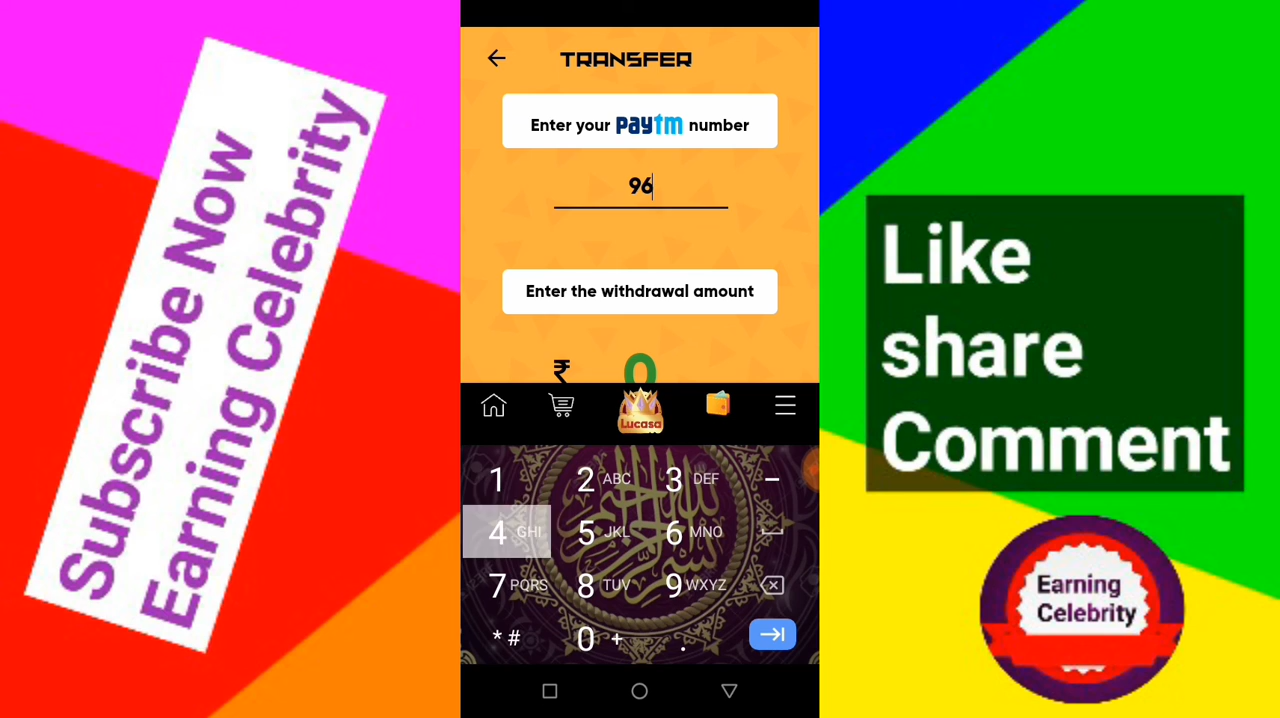 Subscribe Now
Earning Celebrity
TRANSFER
Enter your paytm number
96
Enter the withdrawal amount
₹ 0
Lucasa
1 2 ABC 3 DEF -
4 GHI 5 JKL 6 MNO
7 PQRS 8 TUV 9 WXYZ
* # 0 + .
Like
share
Comment
Earning
Celebrity